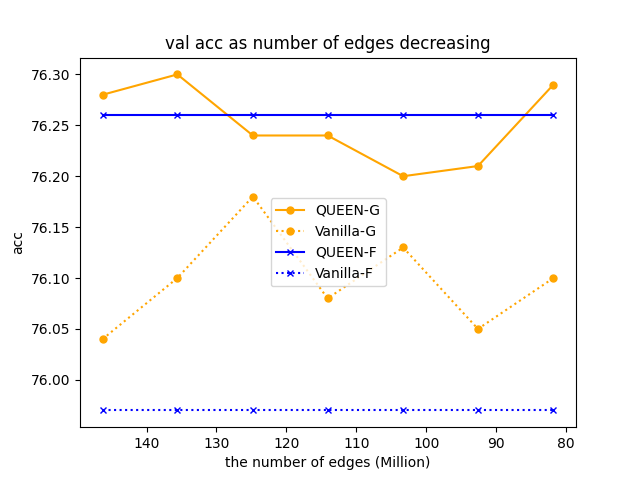 val acc as number of edges decreasing
76.30
76.25
76.20
76.15
76.10
76.05
76.00
acc
QUEEN-G
Vanilla-G
QUEEN-F
Vanilla-F
140 130 120 110 100 90 80
the number of edges (Million)